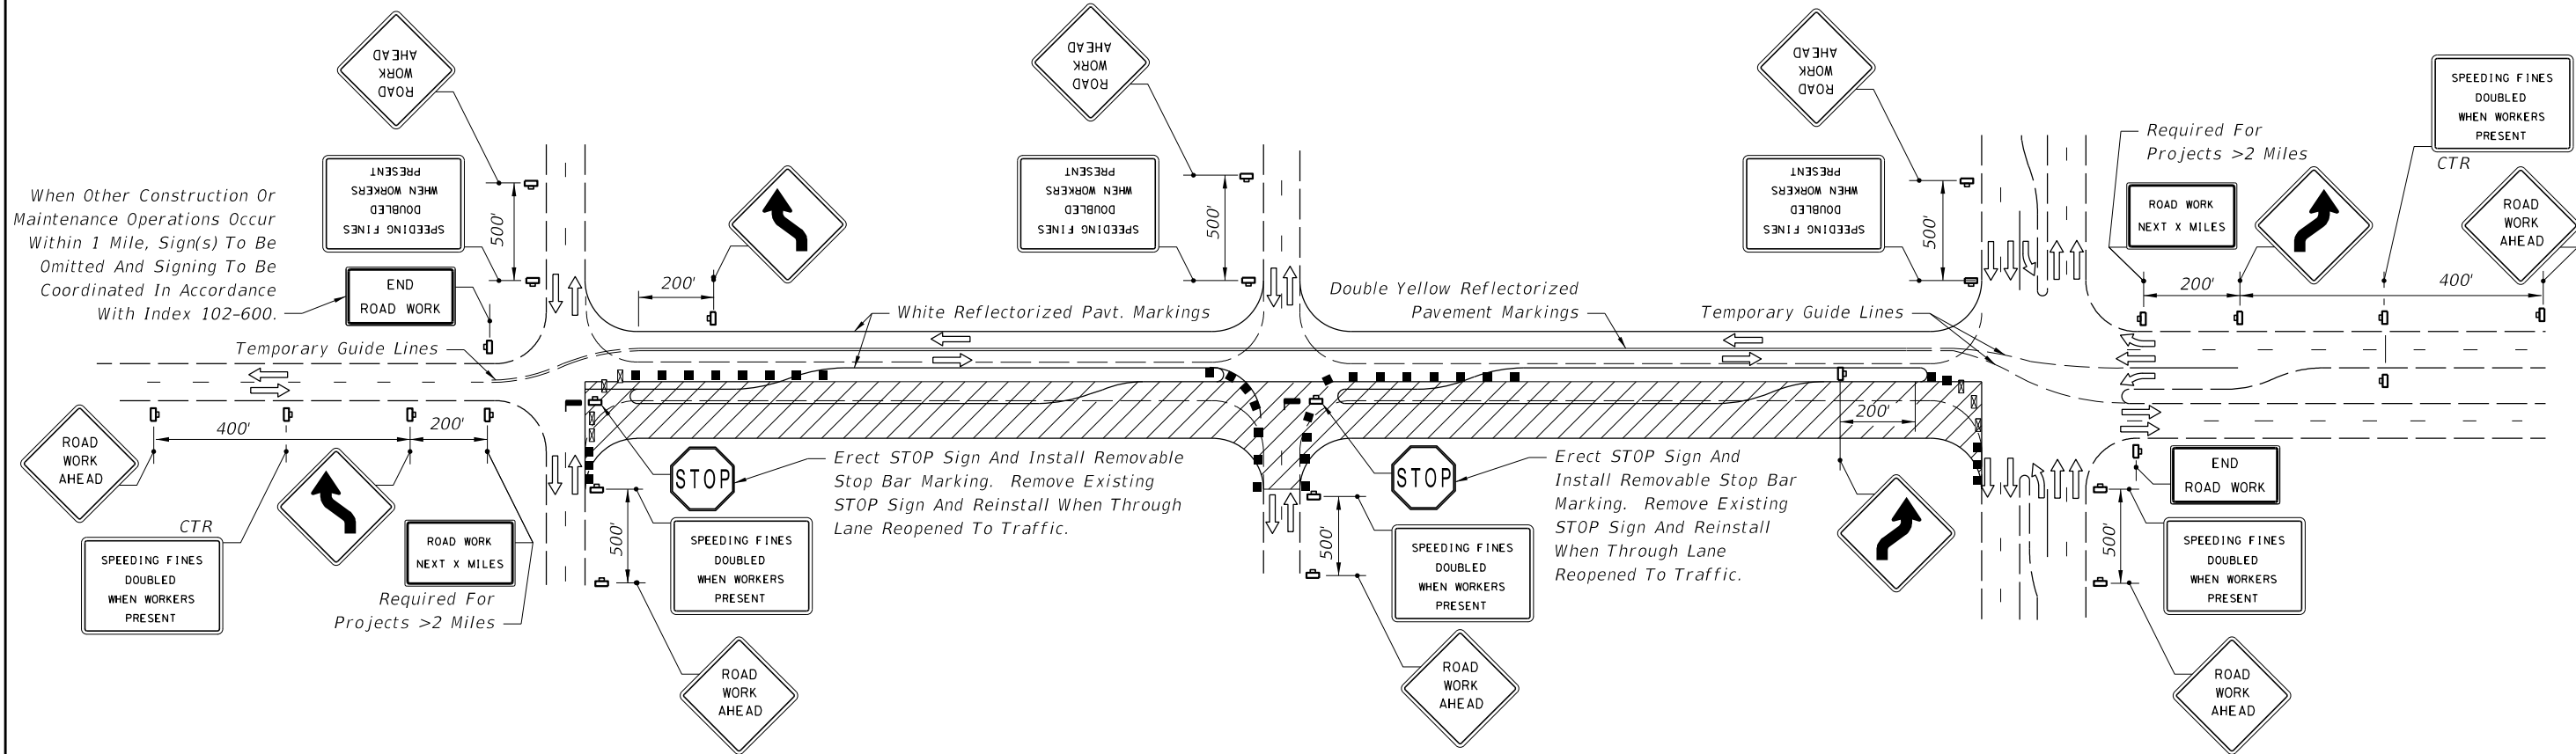 ROAD
WORK
AHEAD
SPEEDING FINES
DOUBLED
WHEN WORKERS
PRESENT
500'
When Other Construction Or
Maintenance Operations Occur
Within 1 Mile, Sign(s) To Be
Omitted And Signing To Be
Coordinated In Accordance
With Index 102-600.
END
ROAD WORK
Temporary Guide Lines
200'
White Reflectorized Pavt. Markings
ROAD
WORK
AHEAD
SPEEDING FINES
DOUBLED
WHEN WORKERS
PRESENT
500'
Double Yellow Reflectorized
Pavement Markings
Temporary Guide Lines
ROAD
WORK
AHEAD
SPEEDING FINES
DOUBLED
WHEN WORKERS
PRESENT
500'
Required For
Projects >2 Miles
ROAD WORK
NEXT X MILES
SPEEDING FINES
DOUBLED
WHEN WORKERS
PRESENT
CTR
ROAD
WORK
AHEAD
200'
400'
ROAD
WORK
AHEAD
400'
200'
CTR
SPEEDING FINES
DOUBLED
WHEN WORKERS
PRESENT
ROAD WORK
NEXT X MILES
Required For
Projects >2 Miles
STOP
Erect STOP Sign And Install Removable
Stop Bar Marking. Remove Existing
STOP Sign And Reinstall When Through
Lane Reopened To Traffic.
500'
SPEEDING FINES
DOUBLED
WHEN WORKERS
PRESENT
ROAD
WORK
AHEAD
STOP
Erect STOP Sign And
Install Removable Stop Bar
Marking. Remove Existing
STOP Sign And Reinstall
When Through Lane
Reopened To Traffic.
500'
SPEEDING FINES
DOUBLED
WHEN WORKERS
PRESENT
ROAD
WORK
AHEAD
200'
END
ROAD WORK
500'
SPEEDING FINES
DOUBLED
WHEN WORKERS
PRESENT
ROAD
WORK
AHEAD